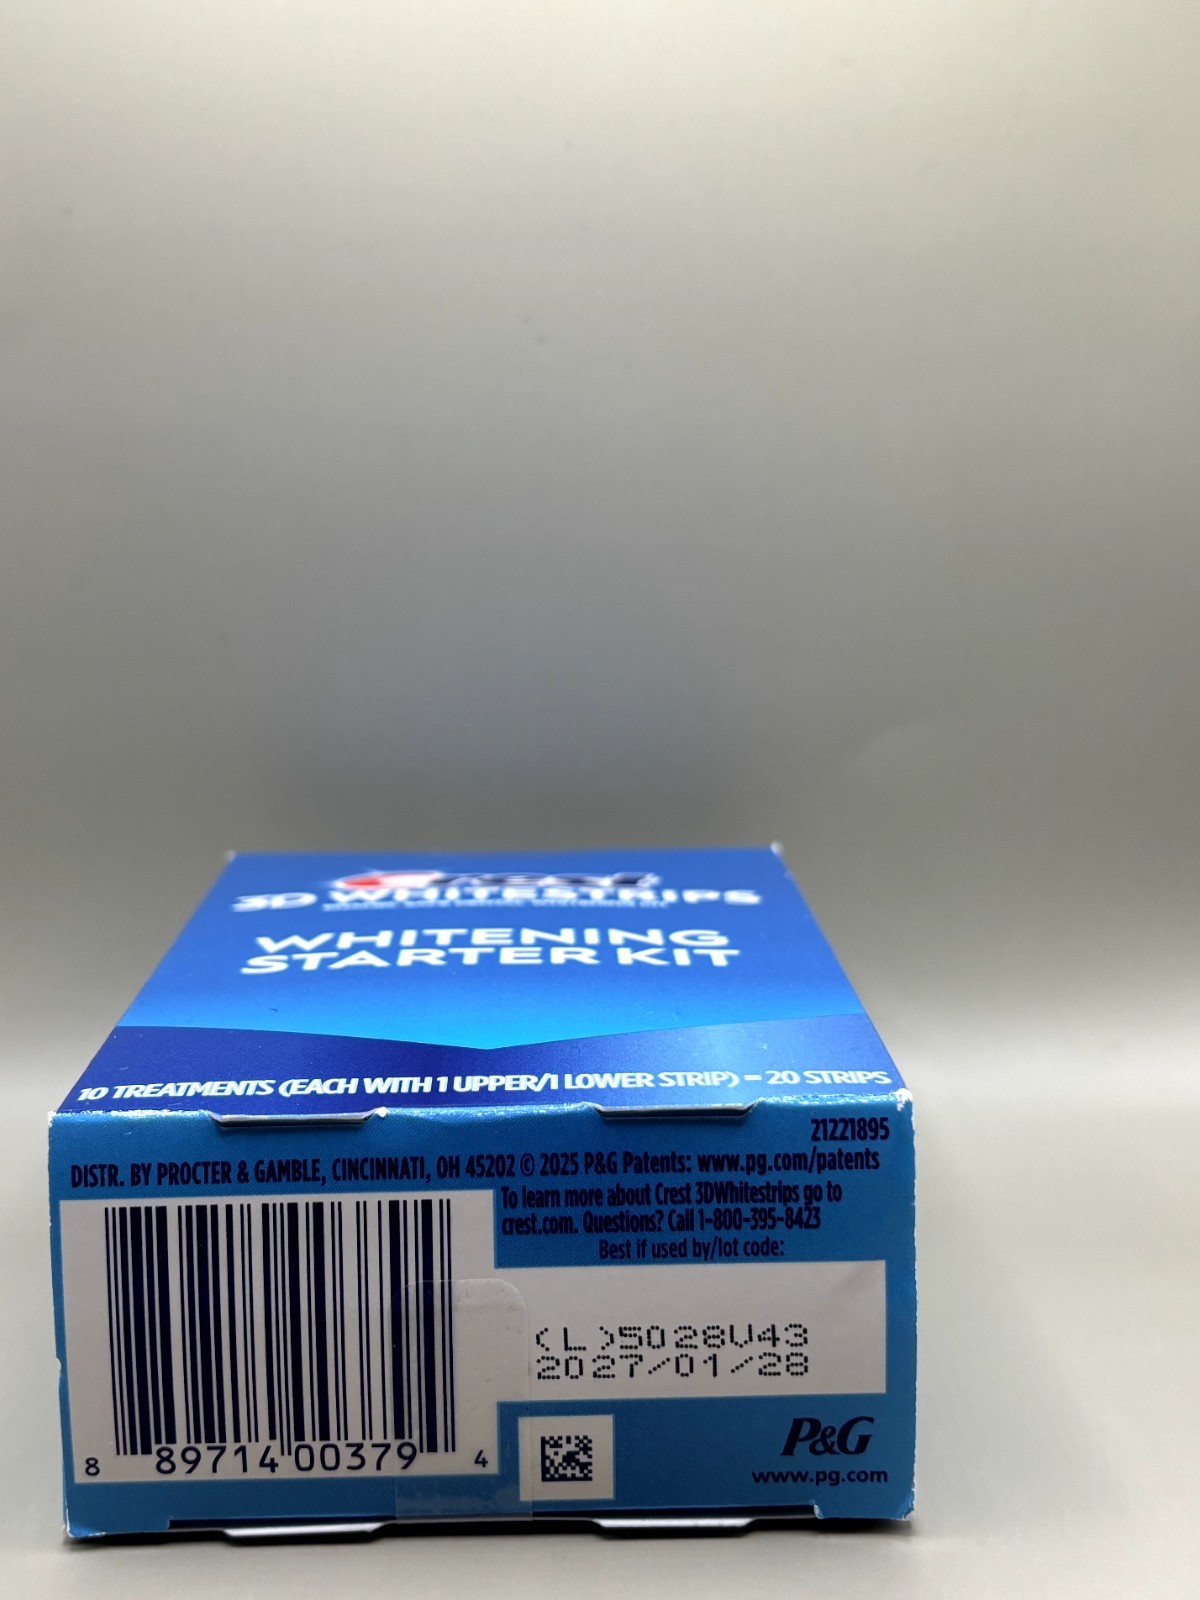 Crest
3D WHITESTRIPS
WHITENING
STARTER KIT
10 TREATMENTS (EACH WITH 1 UPPER/1 LOWER STRIP) = 20 STRIPS
21221895
DISTR. BY PROCTER & GAMBLE, CINCINNATI, OH 45202 © 2025 P&G Patents: www.pg.com/patents
To learn more about Crest 3DWhitestrips go to
crest.com. Questions? Call 1-800-395-8423
Best if used by/lot code:
(L)5028V43
2027/01/28
8 89714 00379 4
P&G
www.pg.com